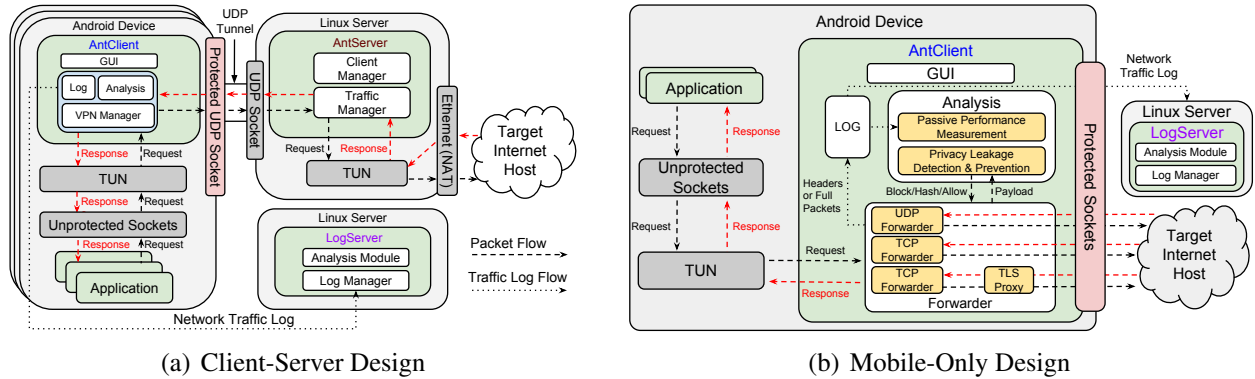 UDP
Tunnel
Android Device
AntClient
GUI
Log
Analysis
VPN Manager
Response
Request
TUN
Response
Request
Unprotected Sockets
Response
Request
Application
Network Traffic Log
Protected UDP Socket
UDP Socket
Linux Server
AntServer
Client
Manager
Traffic
Manager
Request
Response
TUN
Ethernet (NAT)
Target
Internet
Host
Linux Server
LogServer
Analysis Module
Log Manager
Packet Flow
Traffic Log Flow
(a) Client-Server Design
Android Device
Application
Request
Response
Unprotected
Sockets
Request
Response
TUN
Request
Response
AntClient
GUI
LOG
Analysis
Passive Performance
Measurement
Privacy Leakage
Detection & Prevention
Headers
or Full
Packets
Block/Hash/Allow
Payload
UDP
Forwarder
TCP
Forwarder
TCP
Forwarder
TLS
Proxy
Forwarder
Protected Sockets
Network
Traffic Log
Linux Server
LogServer
Analysis Module
Log Manager
Target
Internet
Host
(b) Mobile-Only Design